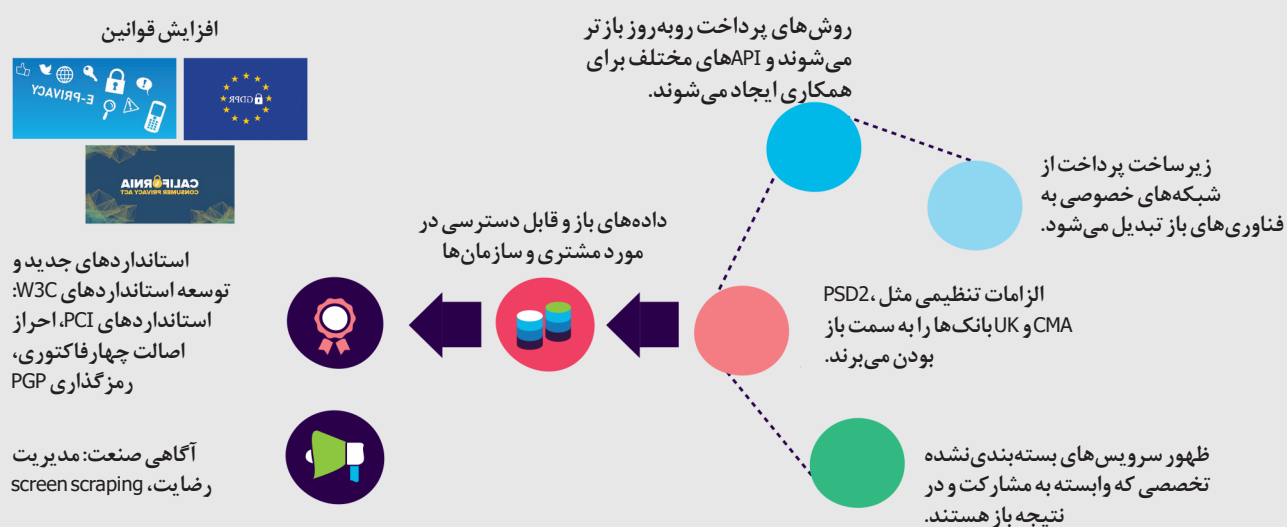 روش‌های پرداخت روبه‌روز بازتر
می‌شوند و APIهای مختلف برای
همکاری ایجاد می‌شوند.
زیرساخت پرداخت از
شبکه‌های خصوصی به
فناوری‌های باز تبدیل می‌شود.
الزامات تنظیمی مثل PSD2،
CMA و UK بانک‌ها را به سمت باز
بودن می‌برند.
ظهور سرویس‌های بسته‌بندی‌نشده
تخصصی که وابسته به مشارکت و در
نتیجه باز هستند.
داده‌های باز و قابل دسترسی در
مورد مشتری و سازمان‌ها
افزایش قوانین
E-PRIVACY
GDPR
CALIFORNIA
CONSUMER PRIVACY ACT
استانداردهای جدید و
توسعه استانداردهای W3C:
استانداردهای PCI، احراز
اصالت چهارفاکتوری،
رمزگذاری PGP
آگاهی صنعت: مدیریت
رضایت، screen scraping